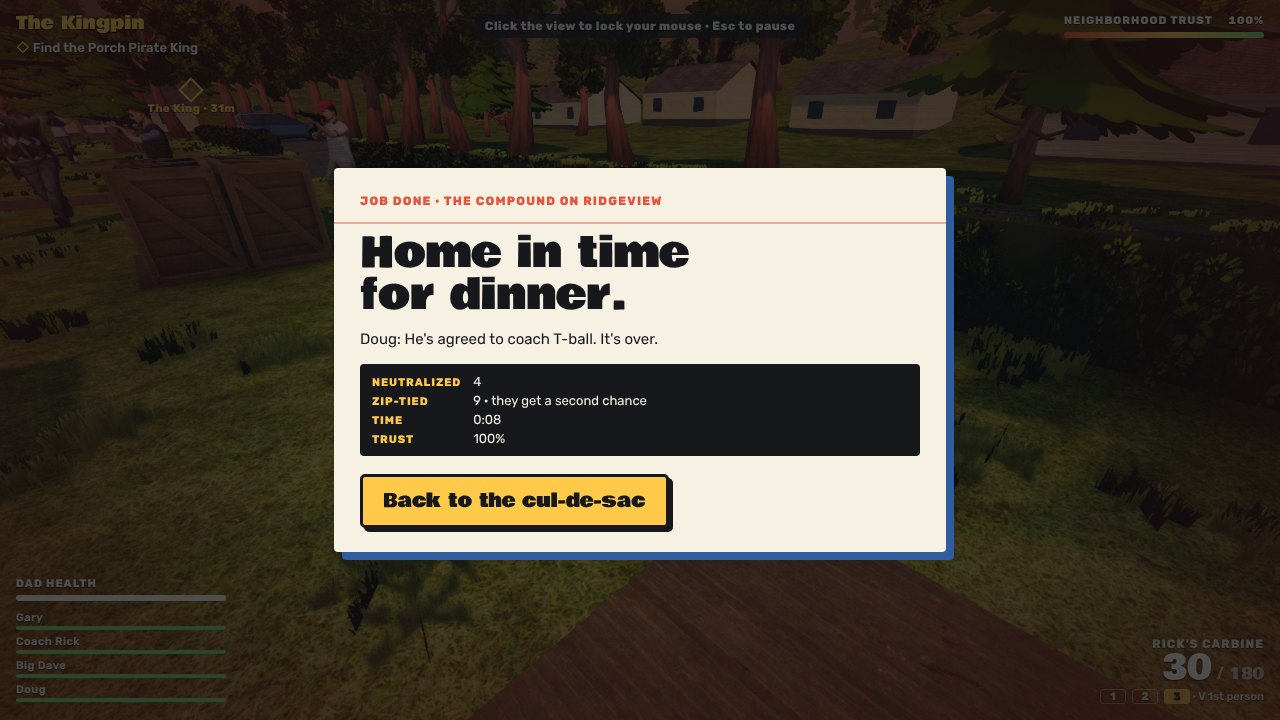 The Kingpin
Find the Porch Pirate King
The King · 31m
Click the view to lock your mouse · Esc to pause
NEIGHBORHOOD TRUST 100%
JOB DONE · THE COMPOUND ON RIDGEVIEW
Home in time
for dinner.
Doug: He's agreed to coach T-ball. It's over.
NEUTRALIZED 4
ZIP-TIED 9 · they get a second chance
TIME 0:08
TRUST 100%
Back to the cul-de-sac
DAD HEALTH
Gary
Coach Rick
Big Dave
Doug
RICK'S CARBINE
30 / 180
1 2 3 · V 1st person